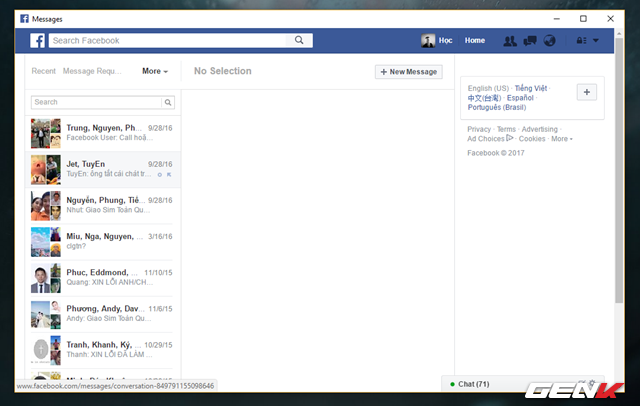 Messages
f Search Facebook
Học Home
Recent Message Requ... More
No Selection
+ New Message
Search
Trung, Nguyen, Ph... 9/28/16
Facebook User: Call hoã...
Jet, TuyEn 9/28/16
TuyEn: ông tắt cái chát tr...
Nguyễn, Phung, Tiê... 9/28/16
Nhut: Giao Sim Toàn Qu...
Miu, Nga, Nguyen, ... 3/16/16
clgtn?
Phuc, Eddmond, ... 11/10/15
Quang: XIN LỖI ANH/CH...
Phương, Andy, Dav... 11/6/15
Andy: Giao Sim Toàn Qu...
Tranh, Khanh, Ký, ... 10/29/15
Thanh: XIN LỖI ĐÃ LÀM ...
www.facebook.com/messages/conversation-849791155098646
English (US) · Tiếng Việt ·
中文(台灣) · Español ·
Português (Brasil)
+
Privacy · Terms · Advertising ·
Ad Choices · Cookies · More
Facebook © 2017
Chat (71)
GENK